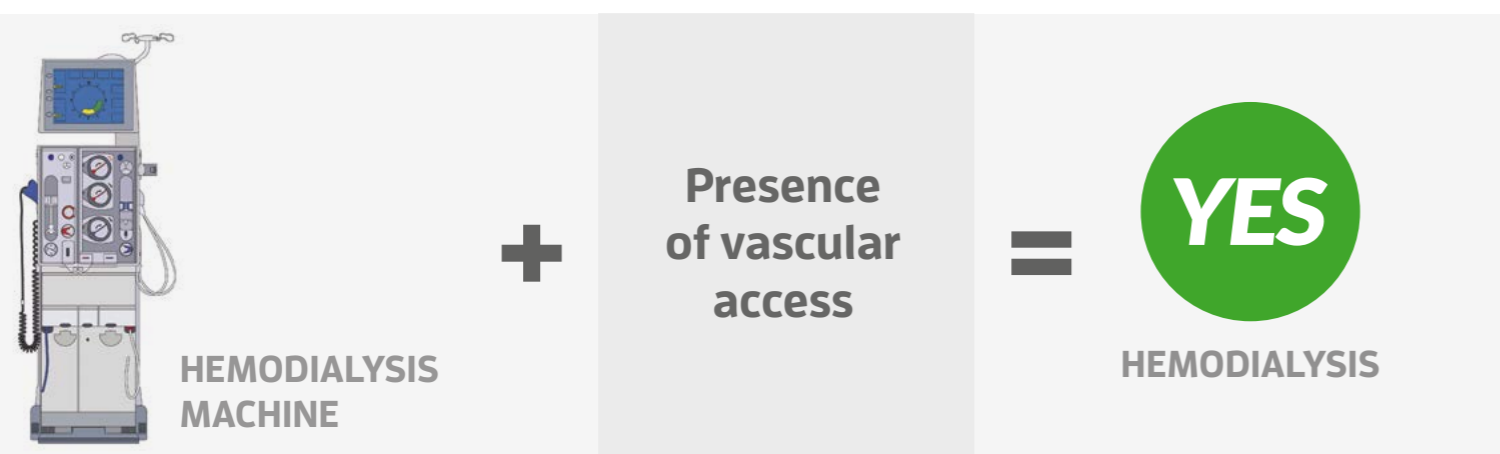 HEMODIALYSIS
MACHINE
+
Presence
of vascular
access
=
YES
HEMODIALYSIS